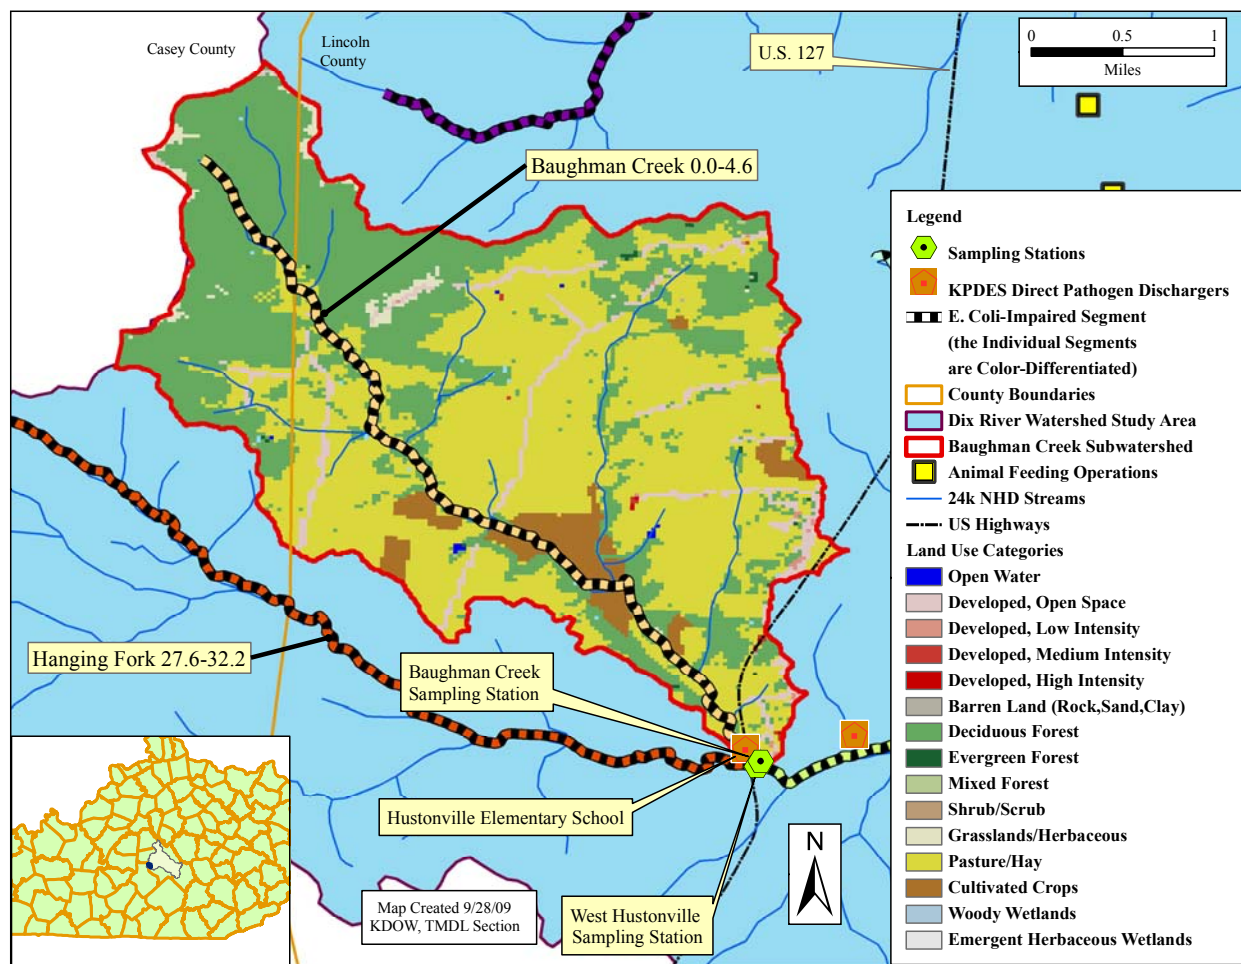 Casey County
Lincoln
County
U.S. 127
0 0.5 1
Miles
Baughman Creek 0.0-4.6
Hanging Fork 27.6-32.2
Baughman Creek
Sampling Station
Hustonville Elementary School
West Hustonville
Sampling Station
Map Created 9/28/09
KDOW, TMDL Section
N
Legend
Sampling Stations
KPDES Direct Pathogen Dischargers
E. Coli-Impaired Segment
(the Individual Segments
are Color-Differentiated)
County Boundaries
Dix River Watershed Study Area
Baughman Creek Subwatershed
Animal Feeding Operations
24k NHD Streams
US Highways
Land Use Categories
Open Water
Developed, Open Space
Developed, Low Intensity
Developed, Medium Intensity
Developed, High Intensity
Barren Land (Rock,Sand,Clay)
Deciduous Forest
Evergreen Forest
Mixed Forest
Shrub/Scrub
Grasslands/Herbaceous
Pasture/Hay
Cultivated Crops
Woody Wetlands
Emergent Herbaceous Wetlands